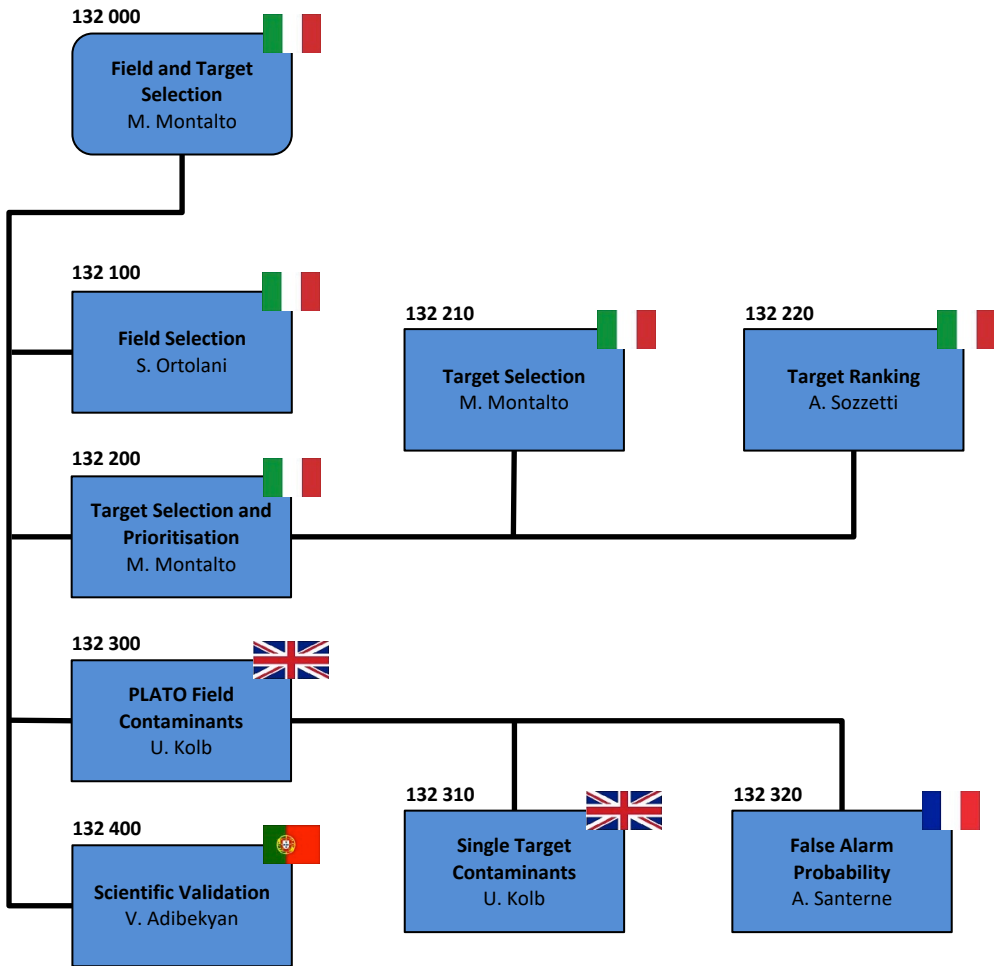 132 000
Field and Target
Selection
M. Montalto
132 100
Field Selection
S. Ortolani
132 210
Target Selection
M. Montalto
132 220
Target Ranking
A. Sozzetti
132 200
Target Selection and
Prioritisation
M. Montalto
132 300
PLATO Field
Contaminants
U. Kolb
132 310
Single Target
Contaminants
U. Kolb
132 320
False Alarm
Probability
A. Santerne
132 400
Scientific Validation
V. Adibekyan